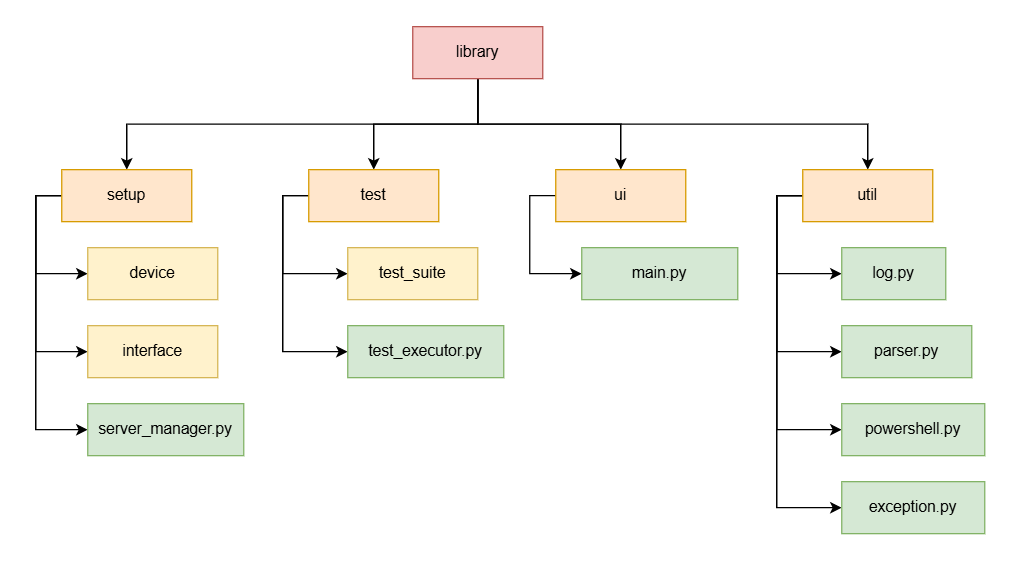 library
setup
test
ui
util
device
test_suite
main.py
log.py
interface
test_executor.py
parser.py
server_manager.py
powershell.py
exception.py